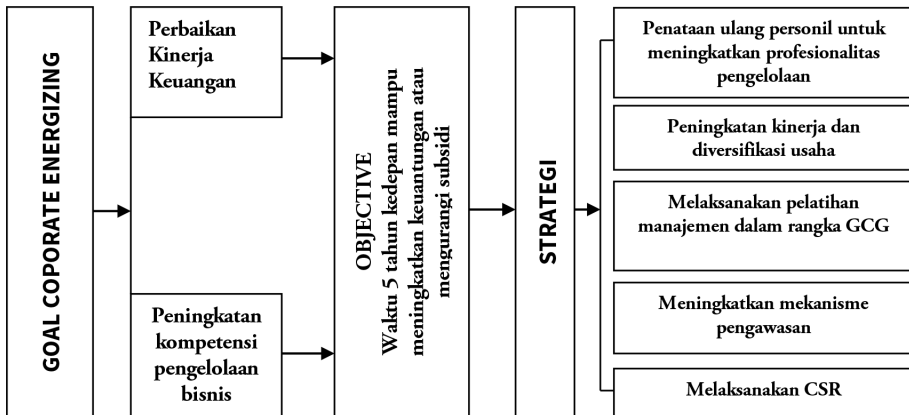 GOAL COPORATE ENERGIZING
Perbaikan
Kinerja
Keuangan
Peningkatan
kompetensi
pengelolaan
bisnis
OBJECTIVE
Waktu 5 tahun kedepan mampu
meningkatkan keuantungan atau
mengurangi subsidi
STRATEGI
Penataan ulang personil untuk
meningkatkan profesionalitas
pengelolaan
Peningkatan kinerja dan
diversifikasi usaha
Melaksanakan pelatihan
manajemen dalam rangka GCG
Meningkatkan mekanisme
pengawasan
Melaksanakan CSR